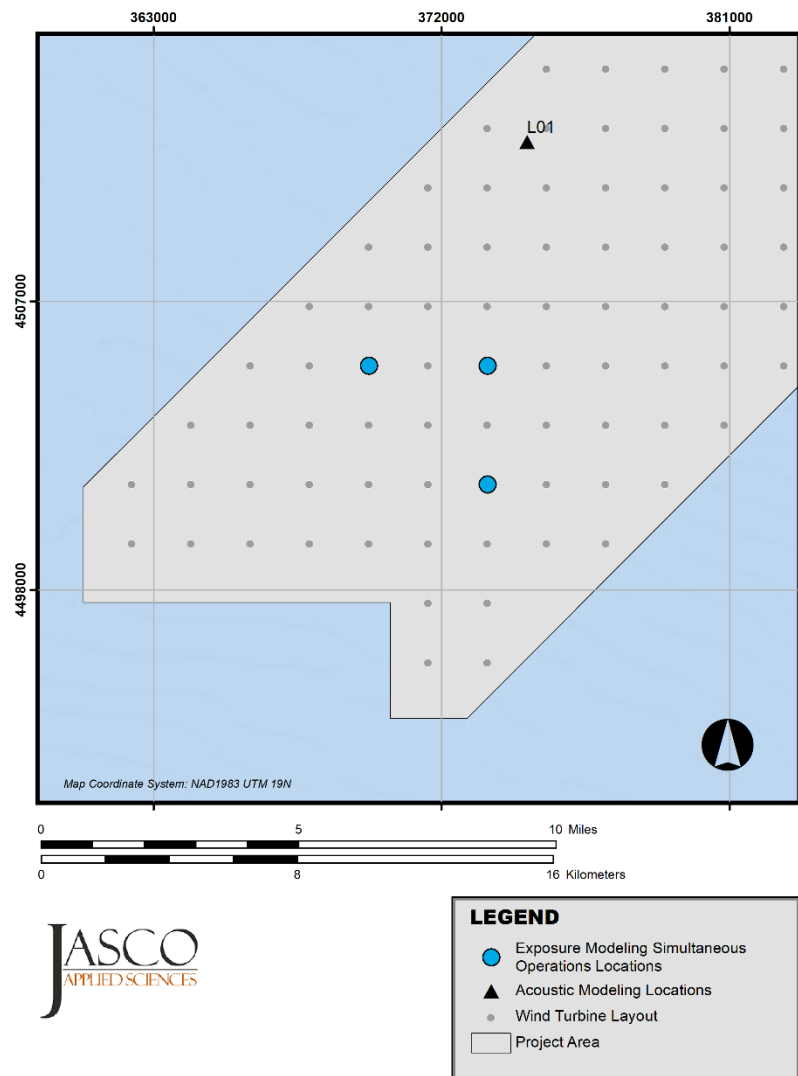 363000 372000 381000
L01
4507000
4498000
Map Coordinate System: NAD1983 UTM 19N
0 5 10 Miles
0 8 16 Kilometers
JASCO
APPLIED SCIENCES
LEGEND
Exposure Modeling Simultaneous
Operations Locations
Acoustic Modeling Locations
Wind Turbine Layout
Project Area